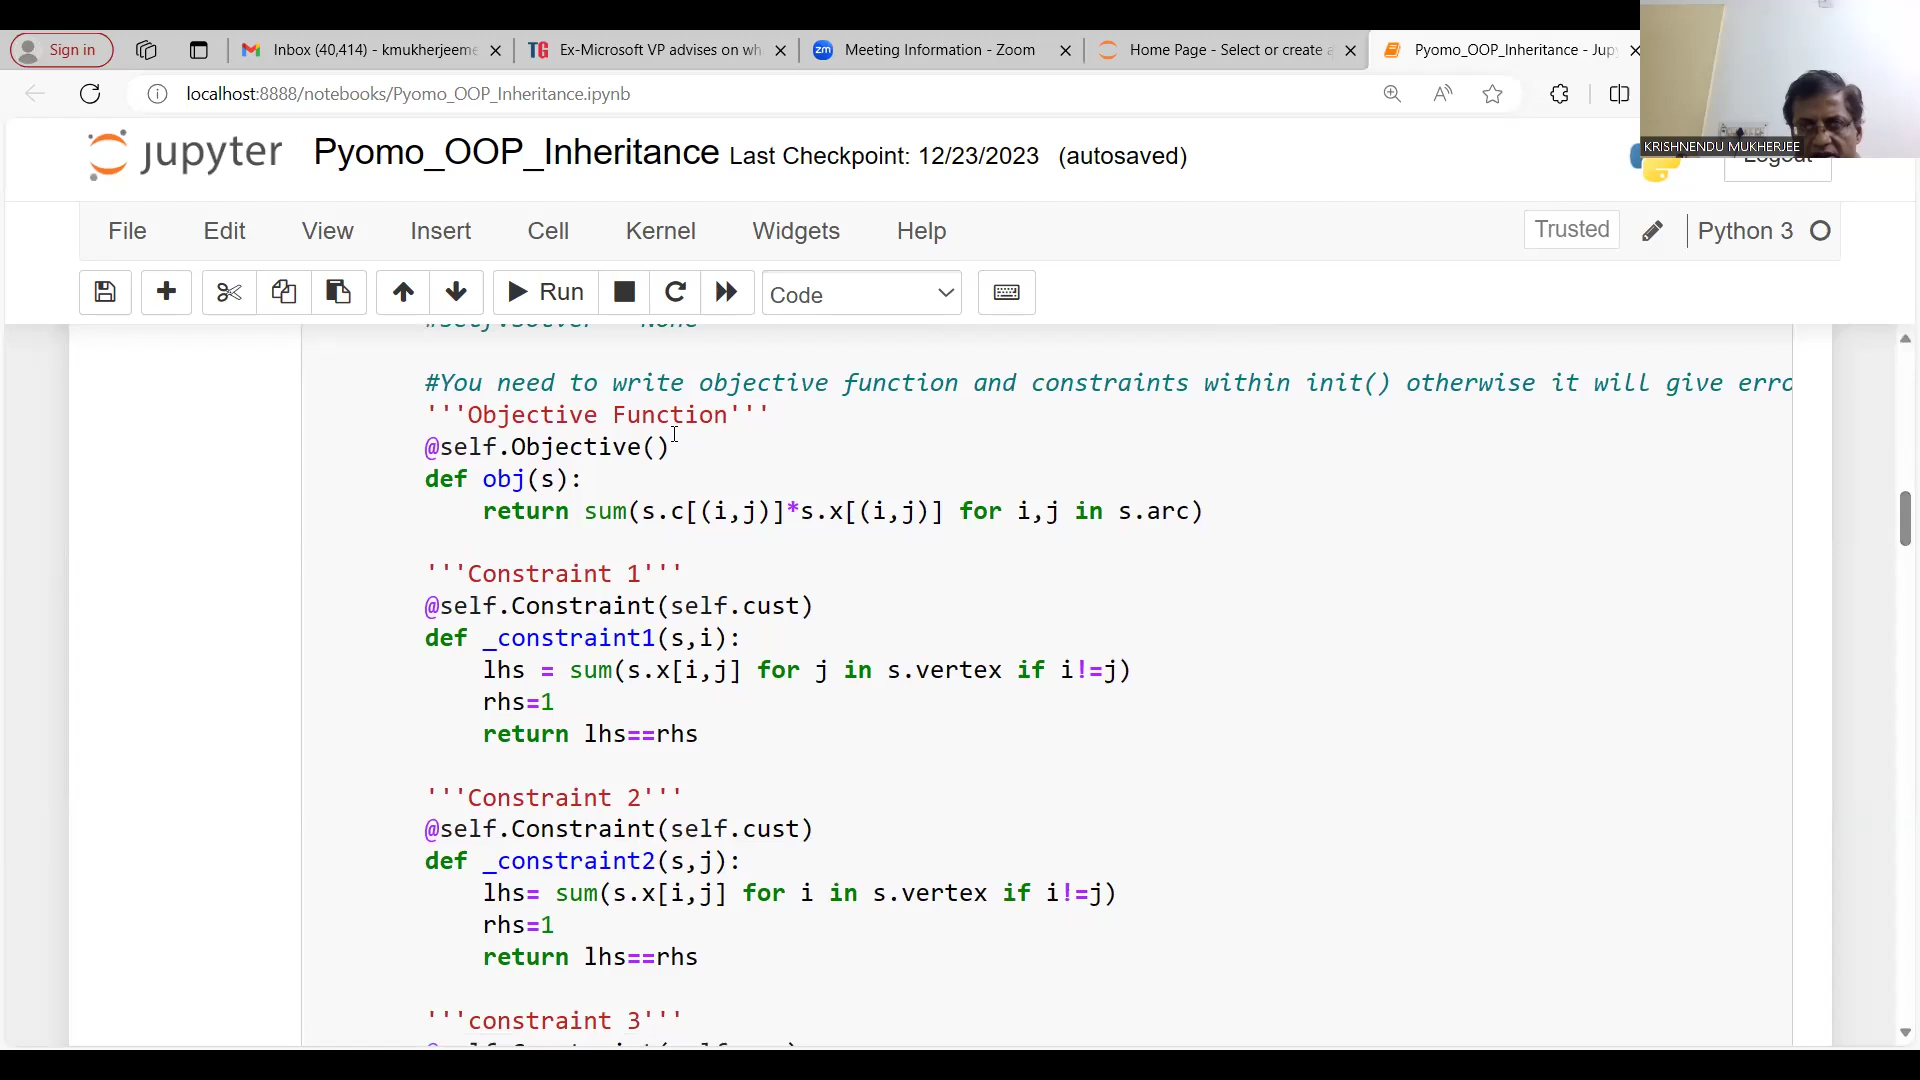 Sign in
Inbox (40,414) - kmukherjeeme
Ex-Microsoft VP advises on wh
Meeting Information - Zoom
Home Page - Select or create a
Pyomo_OOP_Inheritance - Jup
localhost:8888/notebooks/Pyomo_OOP_Inheritance.ipynb
KRISHNENDU MUKHERJEE
jupyter Pyomo_OOP_Inheritance Last Checkpoint: 12/23/2023 (autosaved)
Logout
File Edit View Insert Cell Kernel Widgets Help Trusted Python 3
Run Code
#self.solver = None
#You need to write objective function and constraints within init() otherwise it will give erro
'''Objective Function'''
@self.Objective()
def obj(s):
return sum(s.c[(i,j)]*s.x[(i,j)] for i,j in s.arc)
'''Constraint 1'''
@self.Constraint(self.cust)
def _constraint1(s,i):
lhs = sum(s.x[i,j] for j in s.vertex if i!=j)
rhs=1
return lhs==rhs
'''Constraint 2'''
@self.Constraint(self.cust)
def _constraint2(s,j):
lhs= sum(s.x[i,j] for i in s.vertex if i!=j)
rhs=1
return lhs==rhs
'''constraint 3'''